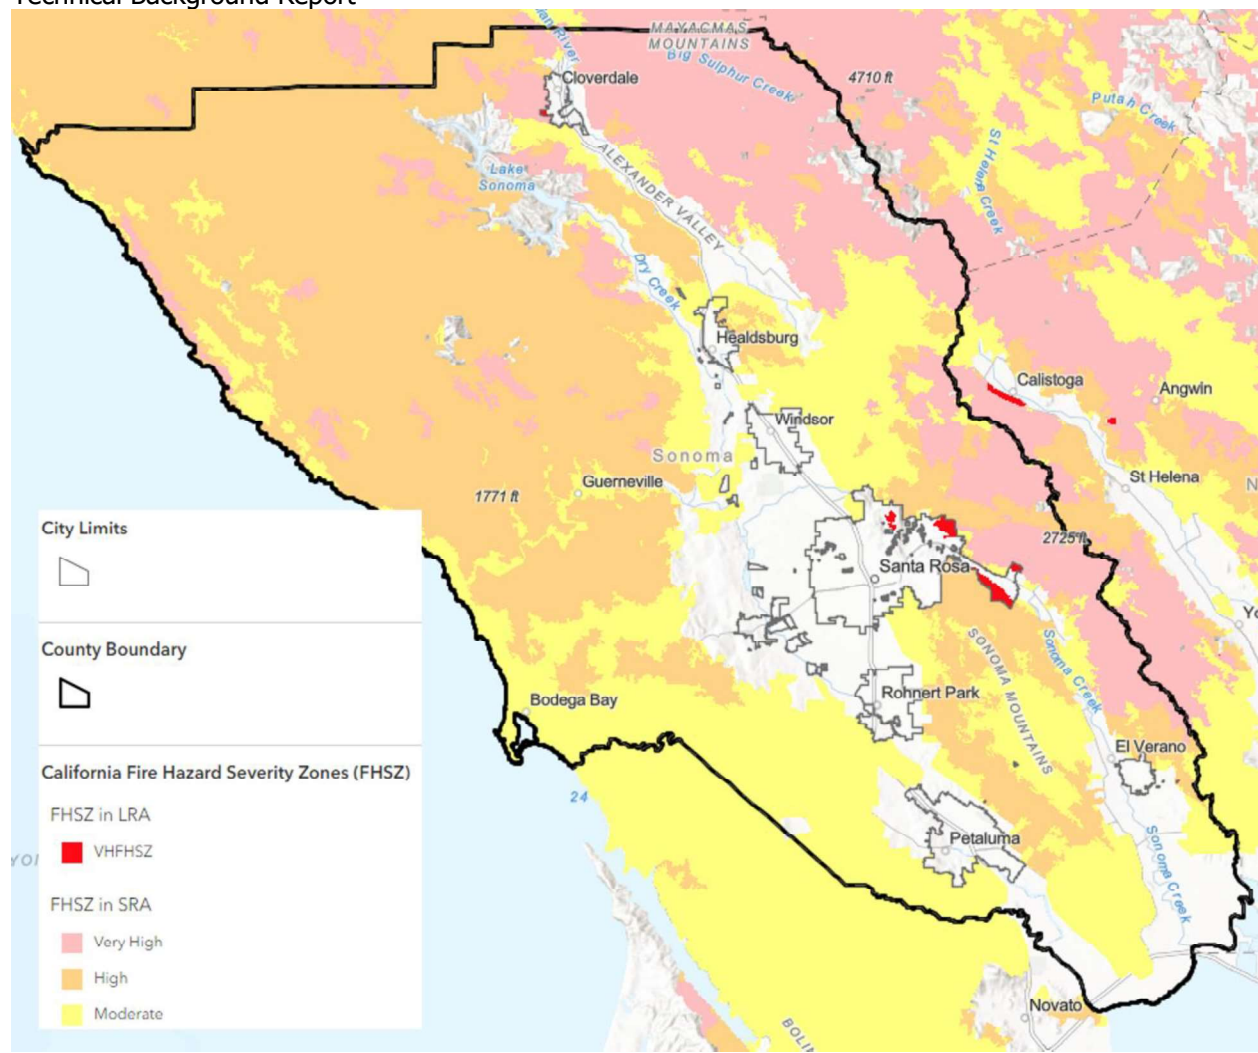 Technical Background Report
MAYACMAS
MOUNTAINS
Big Sulphur Creek
4710 ft
Cloverdale
Putah Creek
St Helena
Creek
ALEXANDER VALLEY
Lake
Sonoma
Dry Creek
Healdsburg
Calistoga
Angwin
Windsor
Sonoma
Guerneville
St Helena
1771 ft
2725 ft
City Limits
Santa Rosa
County Boundary
SONOMA MOUNTAINS
Sonoma Creek
Rohnert Park
Bodega Bay
El Verano
California Fire Hazard Severity Zones (FHSZ)
24
FHSZ in LRA
VHFHSZ
Petaluma
Sonoma Creek
FHSZ in SRA
Very High
High
Moderate
Novato
BOLIN